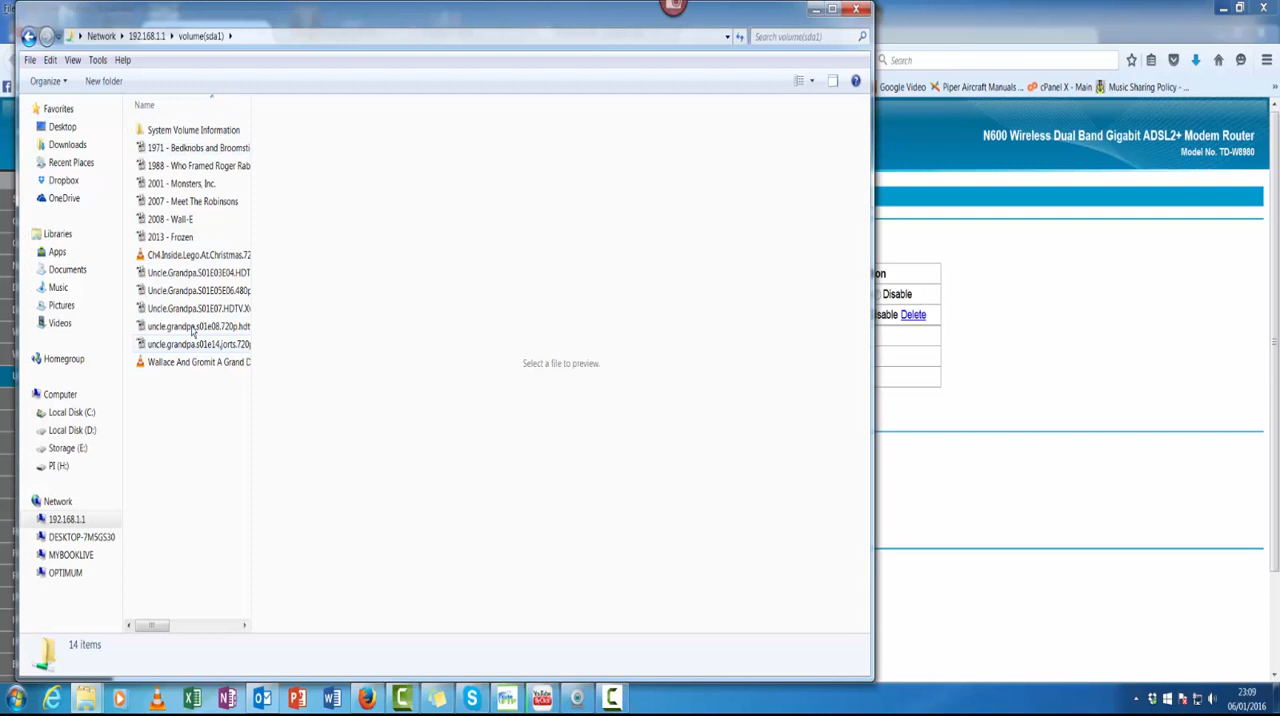 Network ▸ 192.168.1.1 ▸ volume(sda1) ▸
Search volume(sda1)
File Edit View Tools Help
Organize ▾ New folder
Favorites
Desktop
Downloads
Recent Places
Dropbox
OneDrive
Libraries
Apps
Documents
Music
Pictures
Videos
Homegroup
Computer
Local Disk (C:)
Local Disk (D:)
Storage (E:)
PI (H:)
Network
192.168.1.1
DESKTOP-7MSGS30
MYBOOKLIVE
OPTIMUM
Name
System Volume Information
1971 - Bedknobs and Broomsti
1988 - Who Framed Roger Rab
2001 - Monsters, Inc.
2007 - Meet The Robinsons
2008 - Wall-E
2013 - Frozen
Ch4.Inside.Lego.At.Christmas.72
Uncle.Grandpa.S01E03E04.HDT
Uncle.Grandpa.S01E05E06.480p
Uncle.Grandpa.S01E07.HDTV.X
uncle.grandpa.s01e08.720p.hdt
uncle.grandpa.s01e14.jorts.720p
Wallace And Gromit A Grand D
Select a file to preview.
14 items
Search
Google Video Piper Aircraft Manuals... cPanel X - Main Music Sharing Policy - ...
N600 Wireless Dual Band Gigabit ADSL2+ Modem Router
Model No. TD-W8980
on
Disable
sable Delete
23:09
06/01/2016